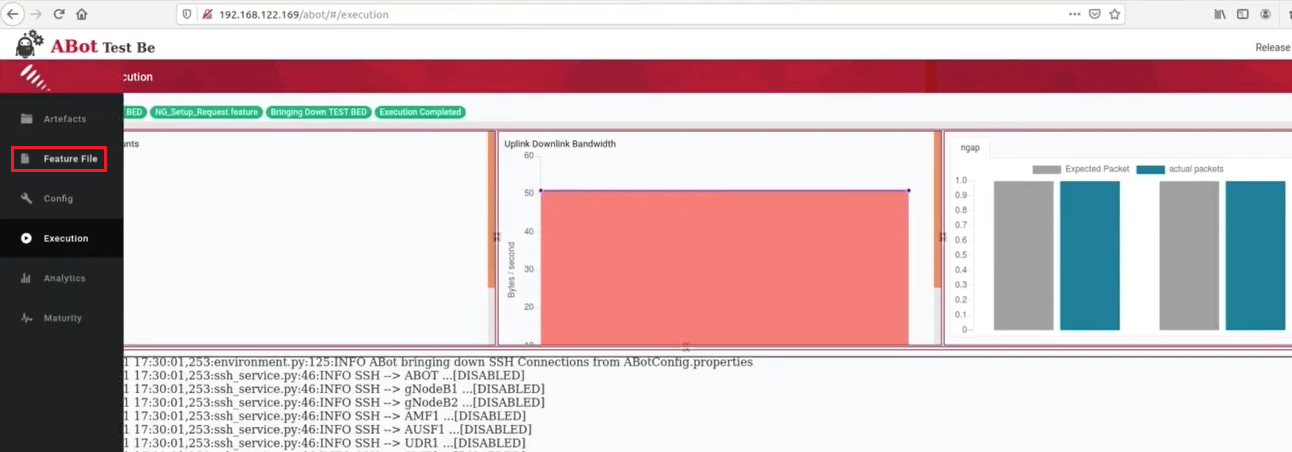 192.168.122.169/abot/#/execution
ABot Test Be
Release
cution
BED NG_Setup_Request.feature Bringing Down TEST BED Execution Completed
Artefacts
Feature File
Config
Execution
Analytics
Maturity
unts
Uplink Downlink Bandwidth
60
50
40
30
20
10
Bytes / second
ngap
Expected Packet actual packets
1.0
0.9
0.8
0.7
0.6
0.5
0.4
0.3
0.2
0.1
0
1 17:30:01,253:environment.py:125:INFO ABot bringing down SSH Connections from ABotConfig.properties
1 17:30:01,253:ssh_service.py:46:INFO SSH --> ABOT ...[DISABLED]
1 17:30:01,253:ssh_service.py:46:INFO SSH --> gNodeB1 ...[DISABLED]
1 17:30:01,253:ssh_service.py:46:INFO SSH --> gNodeB2 ...[DISABLED]
1 17:30:01,253:ssh_service.py:46:INFO SSH --> AMF1 ...[DISABLED]
1 17:30:01,253:ssh_service.py:46:INFO SSH --> AUSF1 ...[DISABLED]
1 17:30:01,253:ssh_service.py:46:INFO SSH --> UDR1 ...[DISABLED]